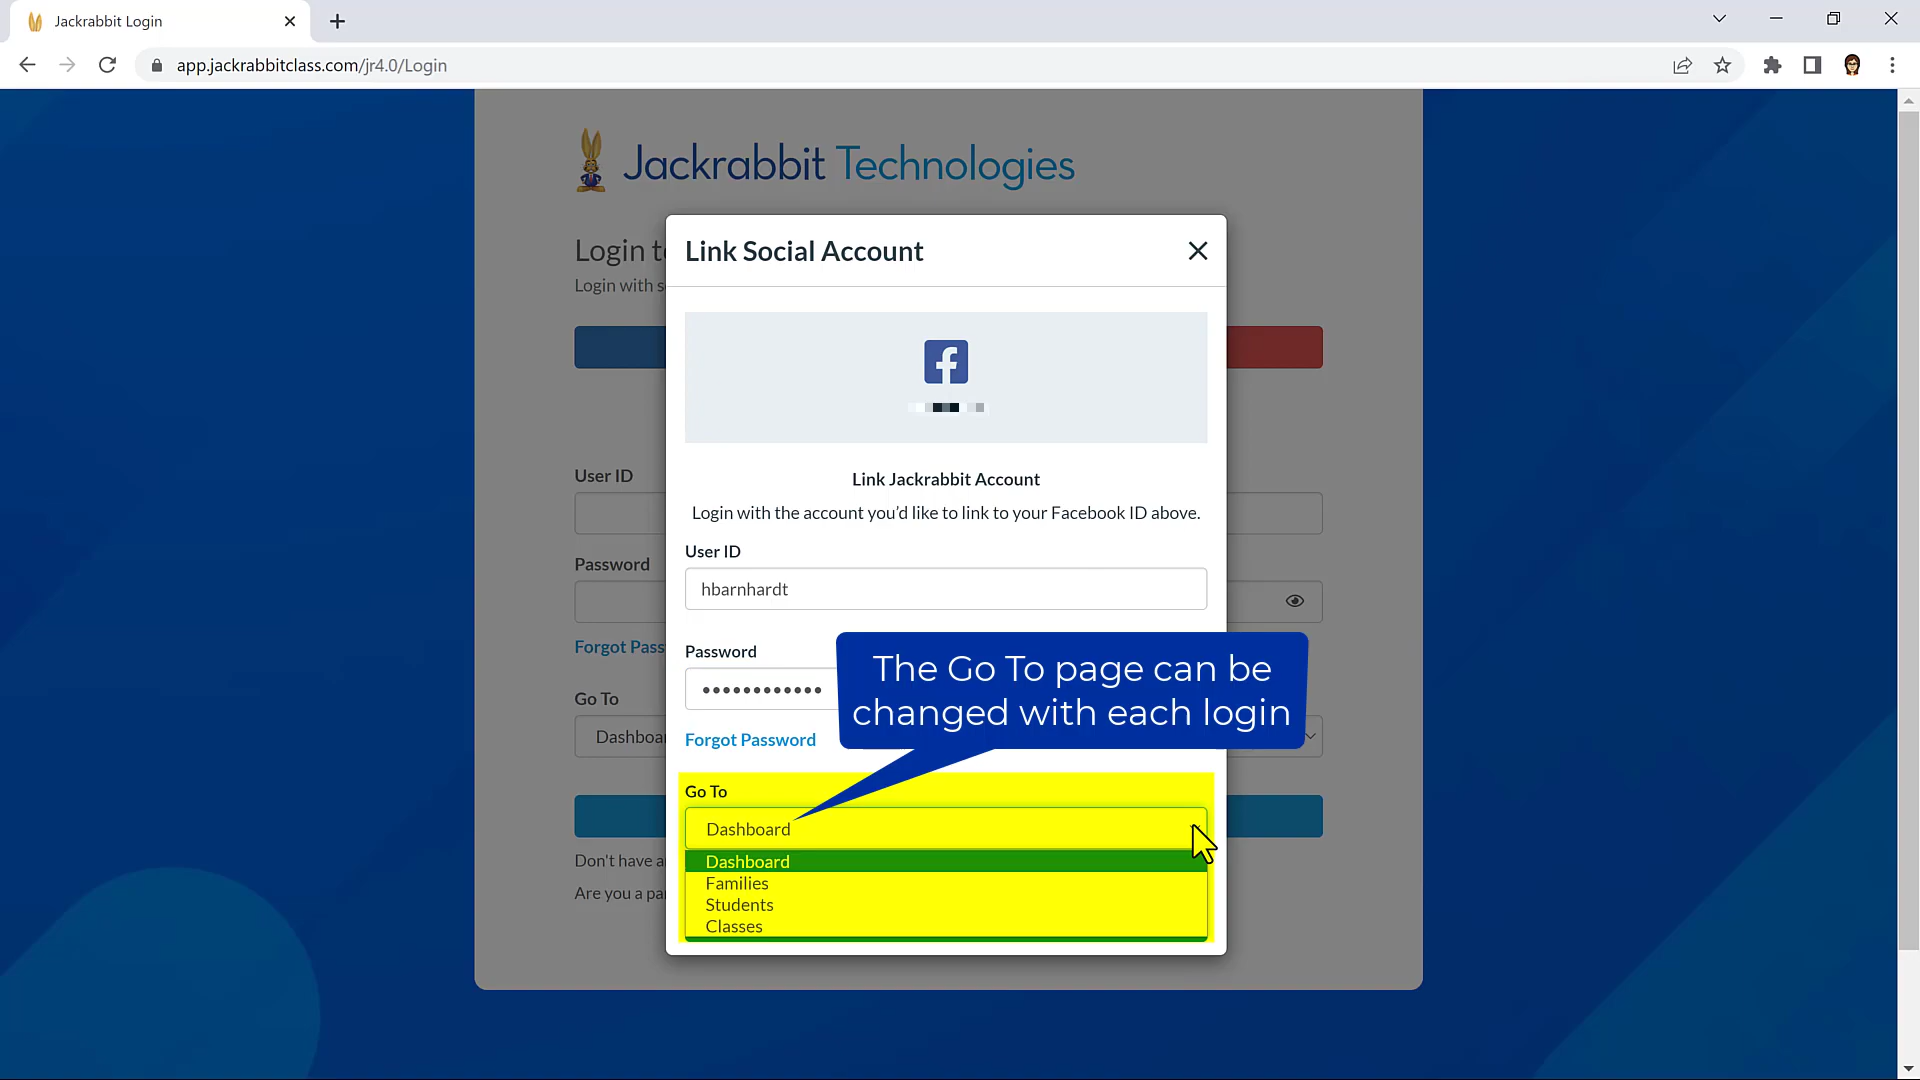 Jackrabbit Login
app.jackrabbitclass.com/jr4.0/Login
Jackrabbit Technologies
Login t
Login with s
Link Social Account
Link Jackrabbit Account
Login with the account you'd like to link to your Facebook ID above.
User ID
User ID
hbarnhardt
Password
Password
Forgot Pass
The Go To page can be
changed with each login
Forgot Password
Go To
Dashboa
Go To
Dashboard
Dashboard
Families
Students
Classes
Don't have a
Are you a pa